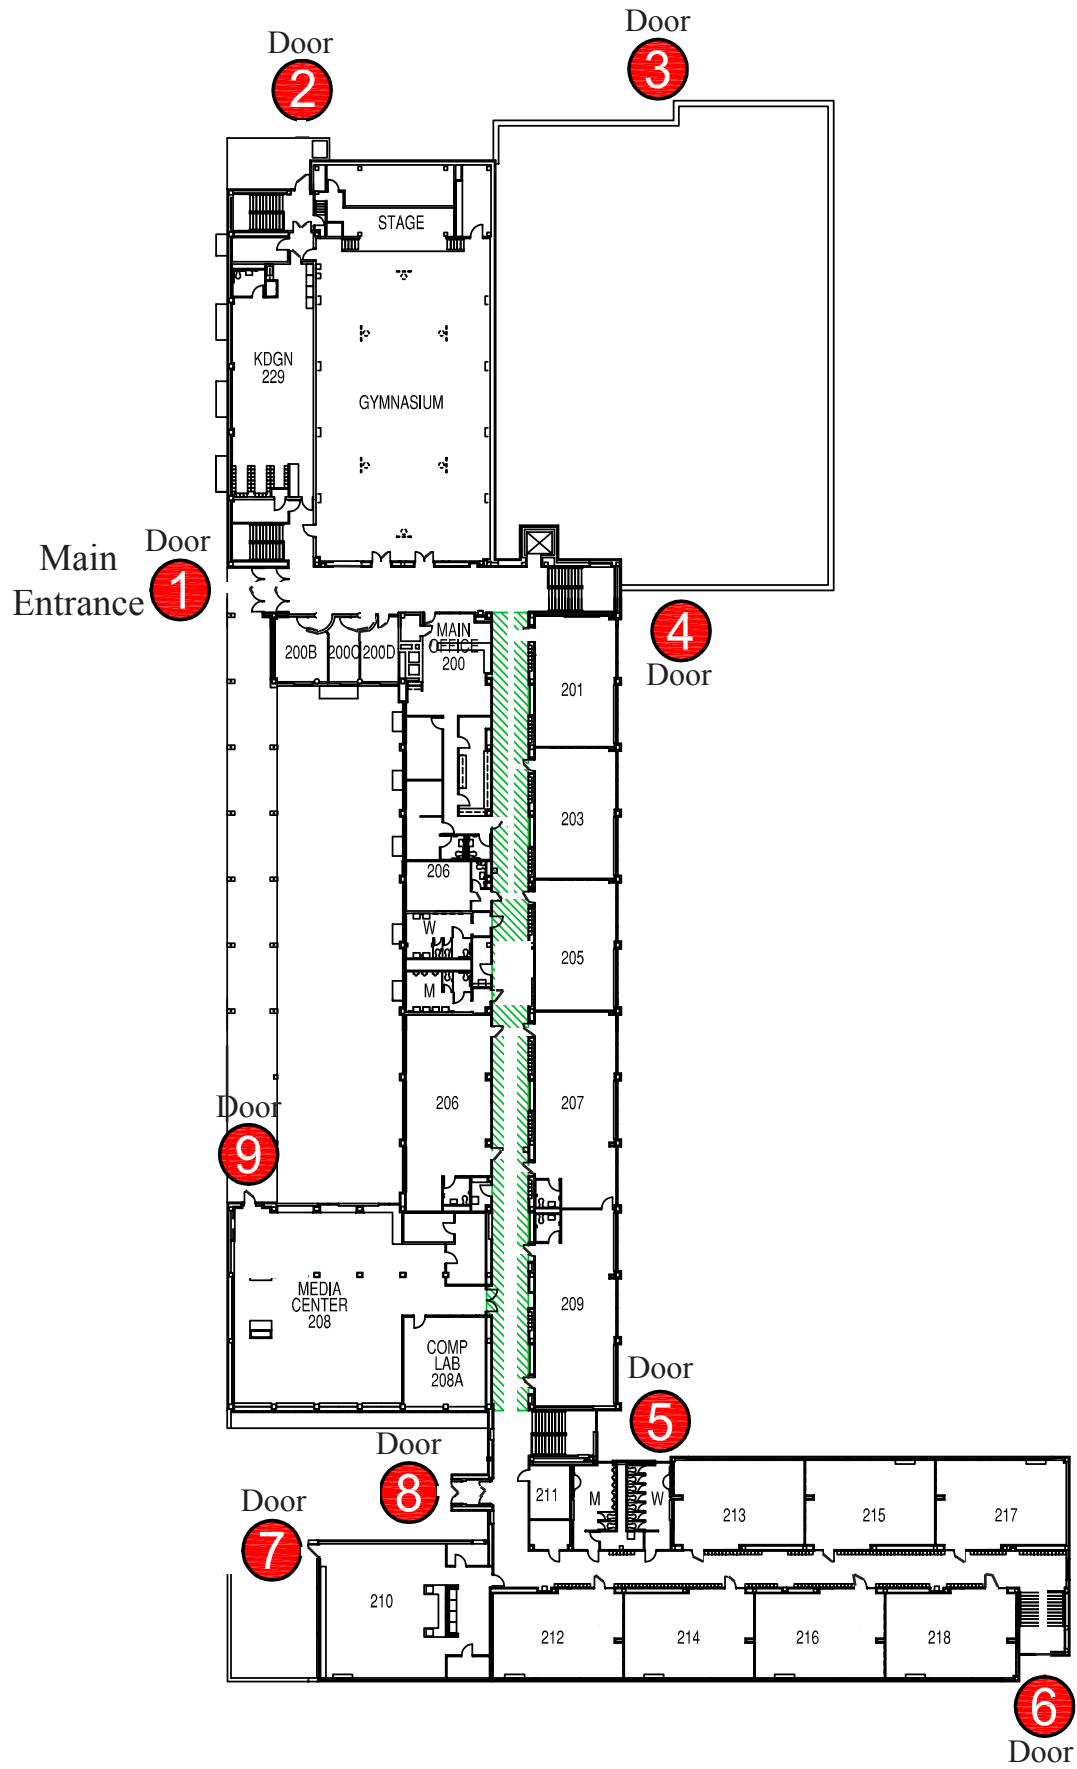 Door
2
Door
3
STAGE
KDGN
229
GYMNASIUM
Door
1
Main
Entrance
4
Door
200B
200C
200D
MAIN
OFFICE
200
201
203
206
W
205
M
206
207
Door
9
MEDIA
CENTER
208
COMP
LAB
208A
209
Door
5
Door
8
Door
7
211
M
W
213
215
217
210
212
214
216
218
6
Door